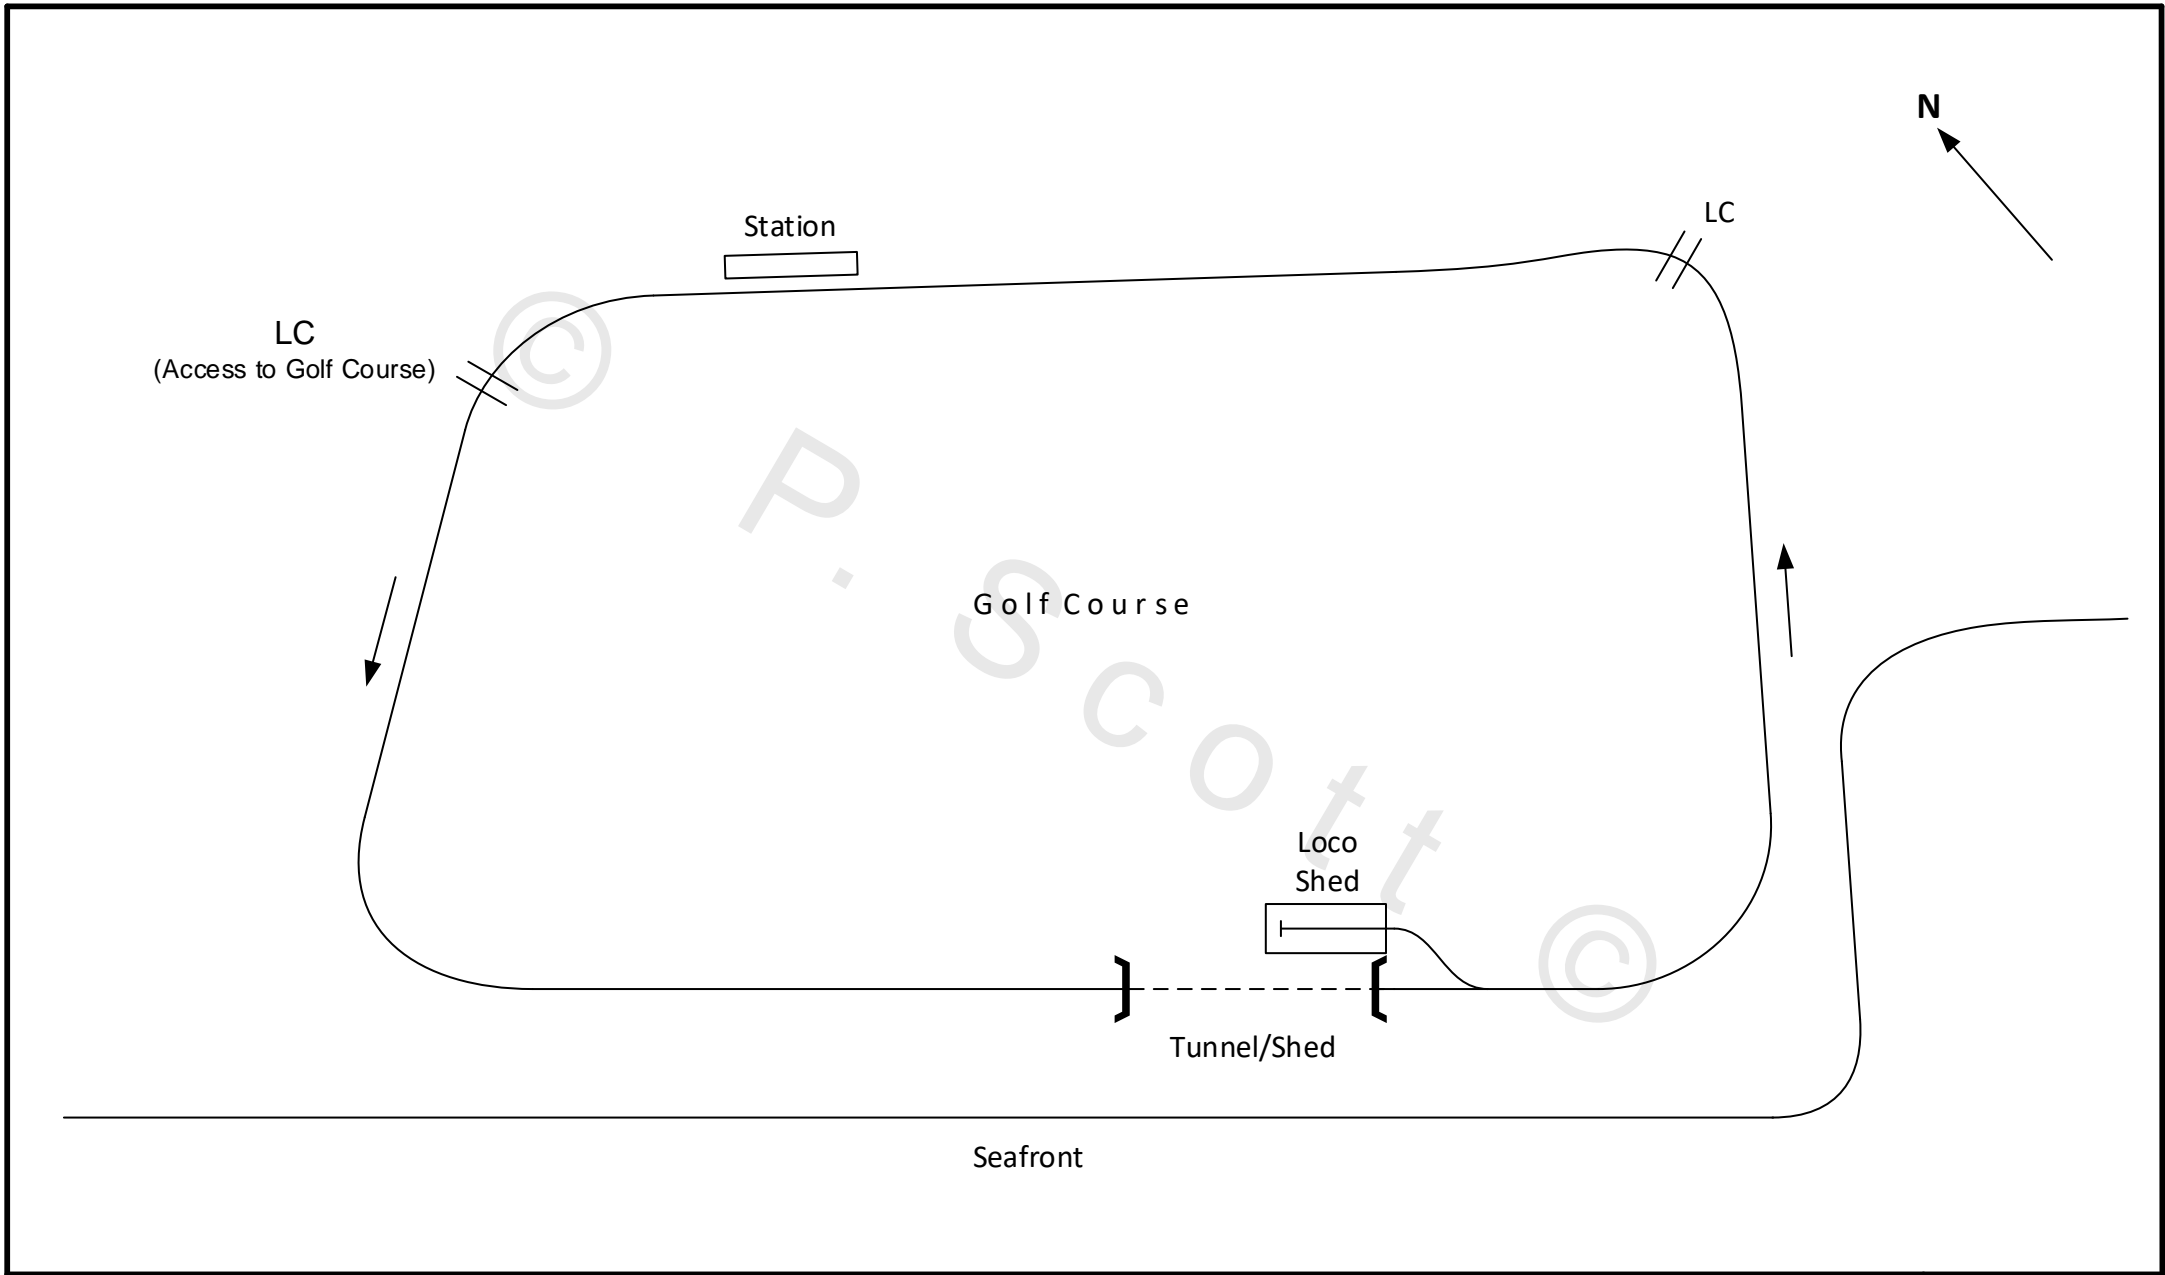 N
LC
Station
LC
(Access to Golf Course)
Golf Course
Loco
Shed
Tunnel/Shed
Seafront
© P. Scott ©